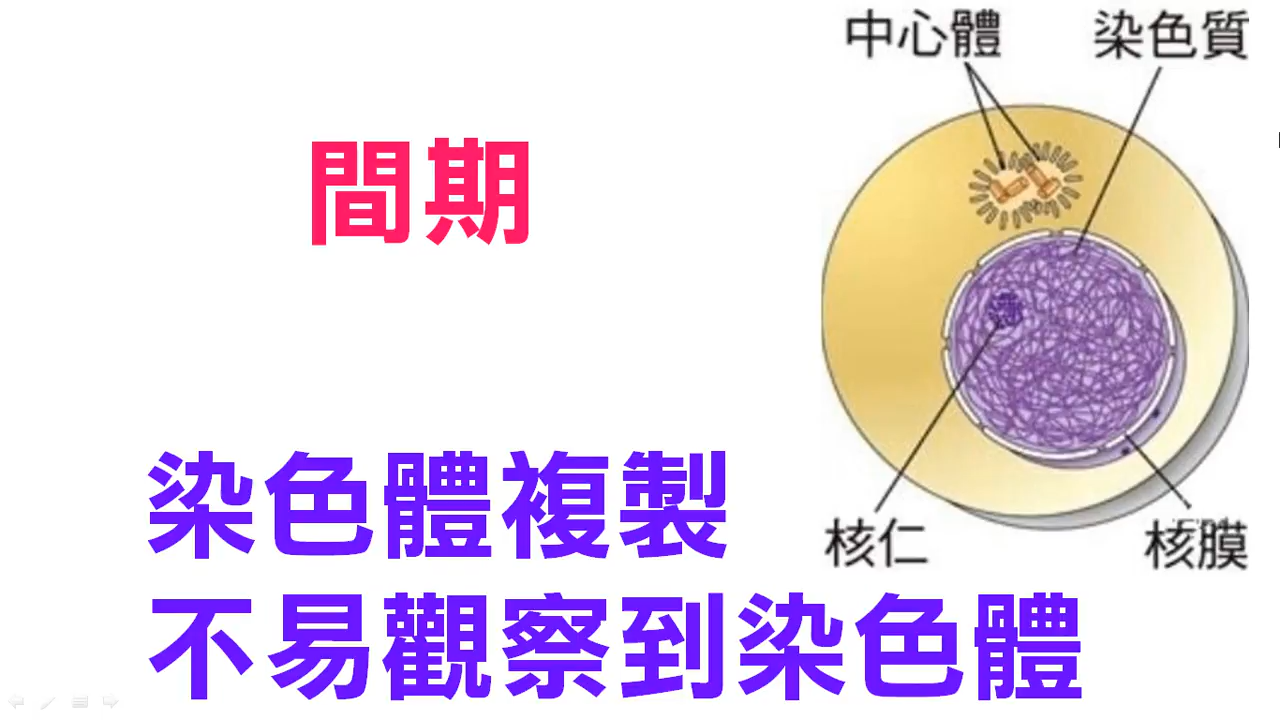 中心體
染色質
間期
染色體複製
核仁
核膜
不易觀察到染色體